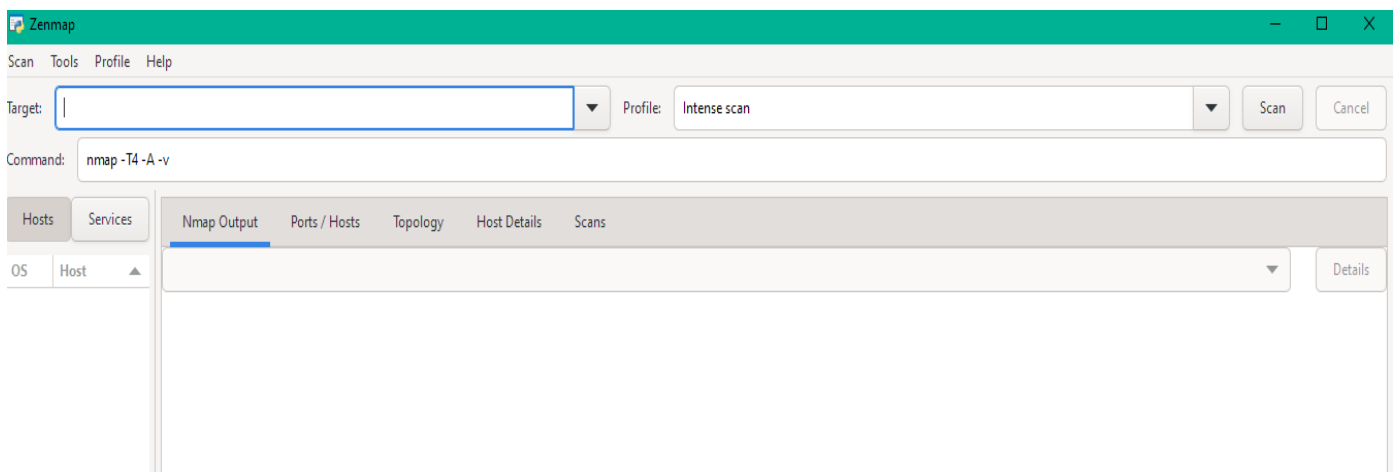 Zenmap
Scan Tools Profile Help
Target: Profile: Intense scan Scan Cancel
Command: nmap -T4 -A -v
Hosts Services Nmap Output Ports / Hosts Topology Host Details Scans
OS Host Details